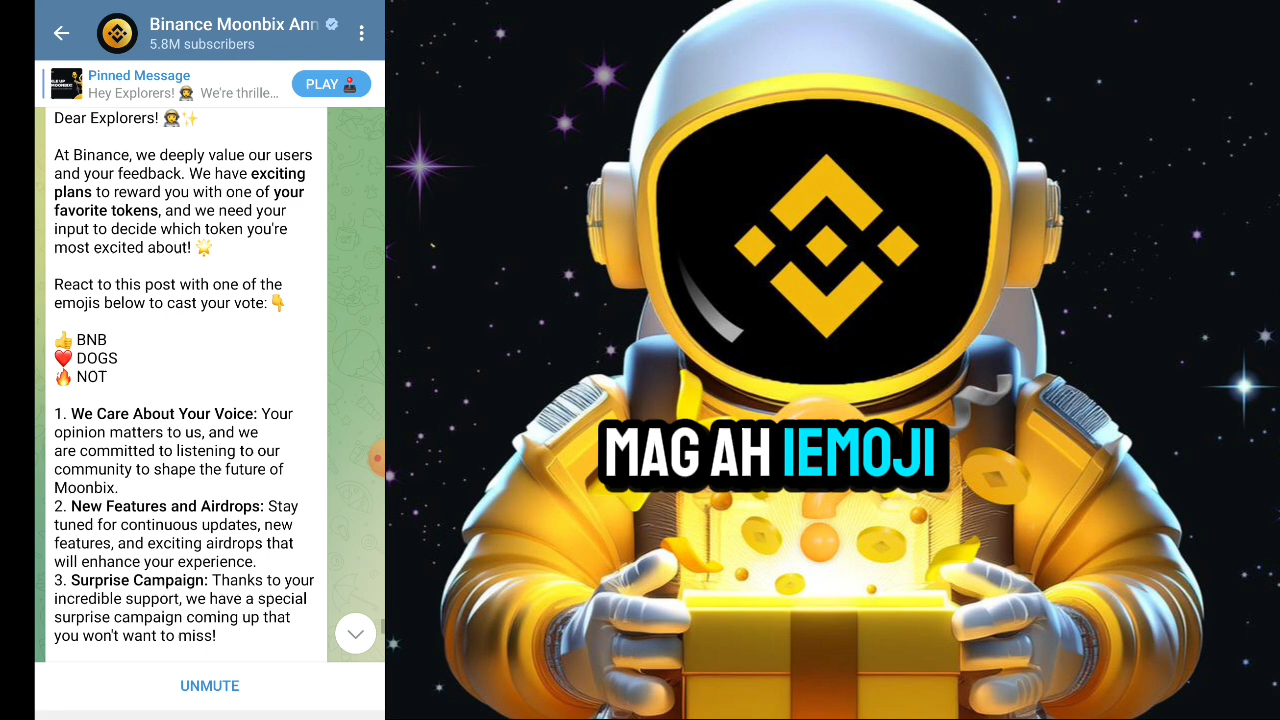 Binance Moonbix Ann
5.8M subscribers
Pinned Message
Hey Explorers! 👩‍🚀 We're thrille...
PLAY 🕹️
Dear Explorers! 👩‍🚀✨
At Binance, we deeply value our users
and your feedback. We have exciting
plans to reward you with one of your
favorite tokens, and we need your
input to decide which token you're
most excited about! 🌟
React to this post with one of the
emojis below to cast your vote:👇
👍 BNB
❤️ DOGS
🔥 NOT
1. We Care About Your Voice: Your
opinion matters to us, and we
are committed to listening to our
community to shape the future of
Moonbix.
2. New Features and Airdrops: Stay
tuned for continuous updates, new
features, and exciting airdrops that
will enhance your experience.
3. Surprise Campaign: Thanks to your
incredible support, we have a special
surprise campaign coming up that
you won't want to miss!
UNMUTE
MAG AH IEMOJI